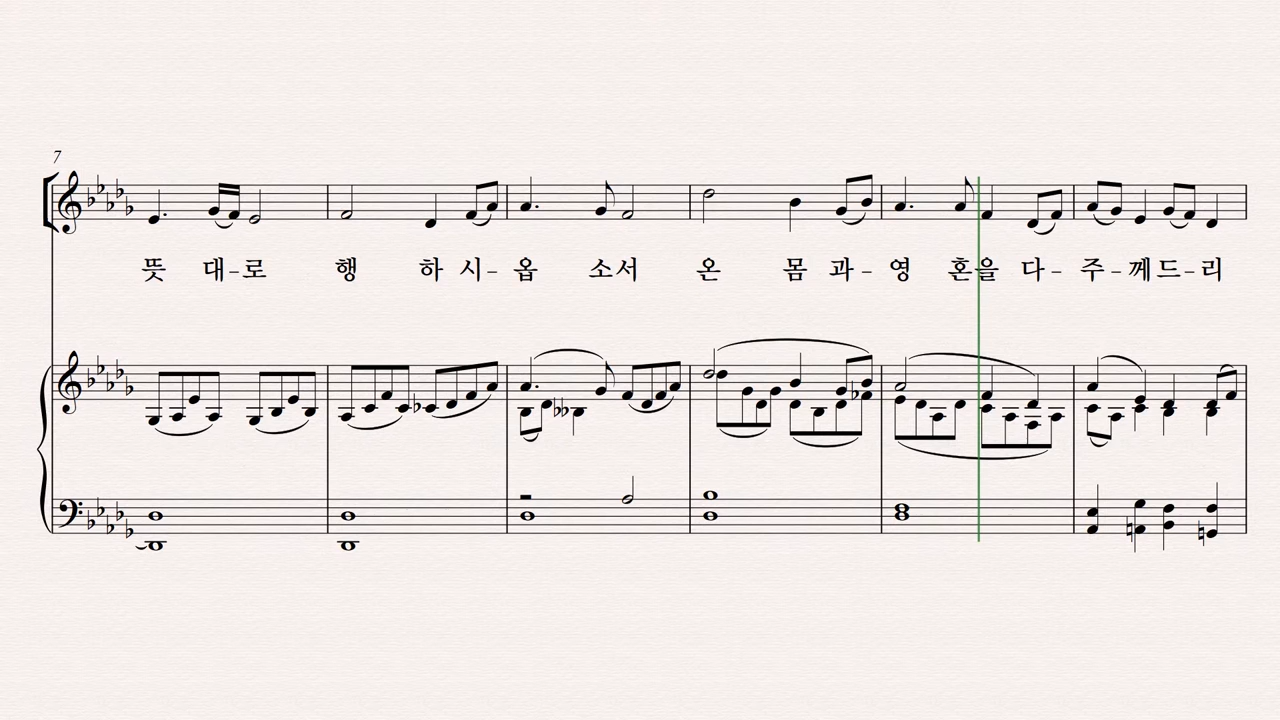 7
뜻 대-로 행 하 시- 옵 소서 온 몸 과- 영 혼을 다- 주-께드-리